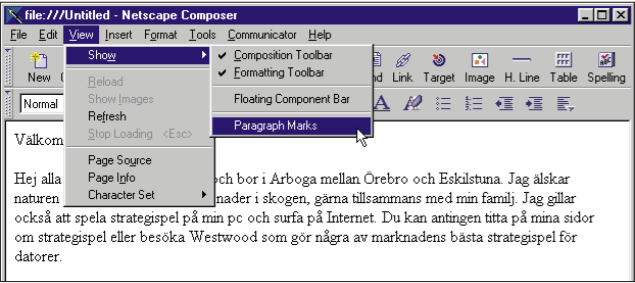 file:///Untitled - Netscape Composer
File Edit View Insert Format Tools Communicator Help
New Link Target Image H. Line Table Spelling
Normal
Show
Reload
Show Images
Refresh
Stop Loading <Esc>
Page Source
Page Info
Character Set
Composition Toolbar
Formatting Toolbar
Floating Component Bar
Paragraph Marks
Välkom
Hej alla och bor i Arboga mellan Örebro och Eskilstuna. Jag älskar
naturen nader i skogen, gärna tillsammans med min familj. Jag gillar
också att spela strategispel på min pc och surfa på Internet. Du kan antingen titta på mina sidor
om strategispel eller besöka Westwood som gör några av marknadens bästa strategispel för
datorer.